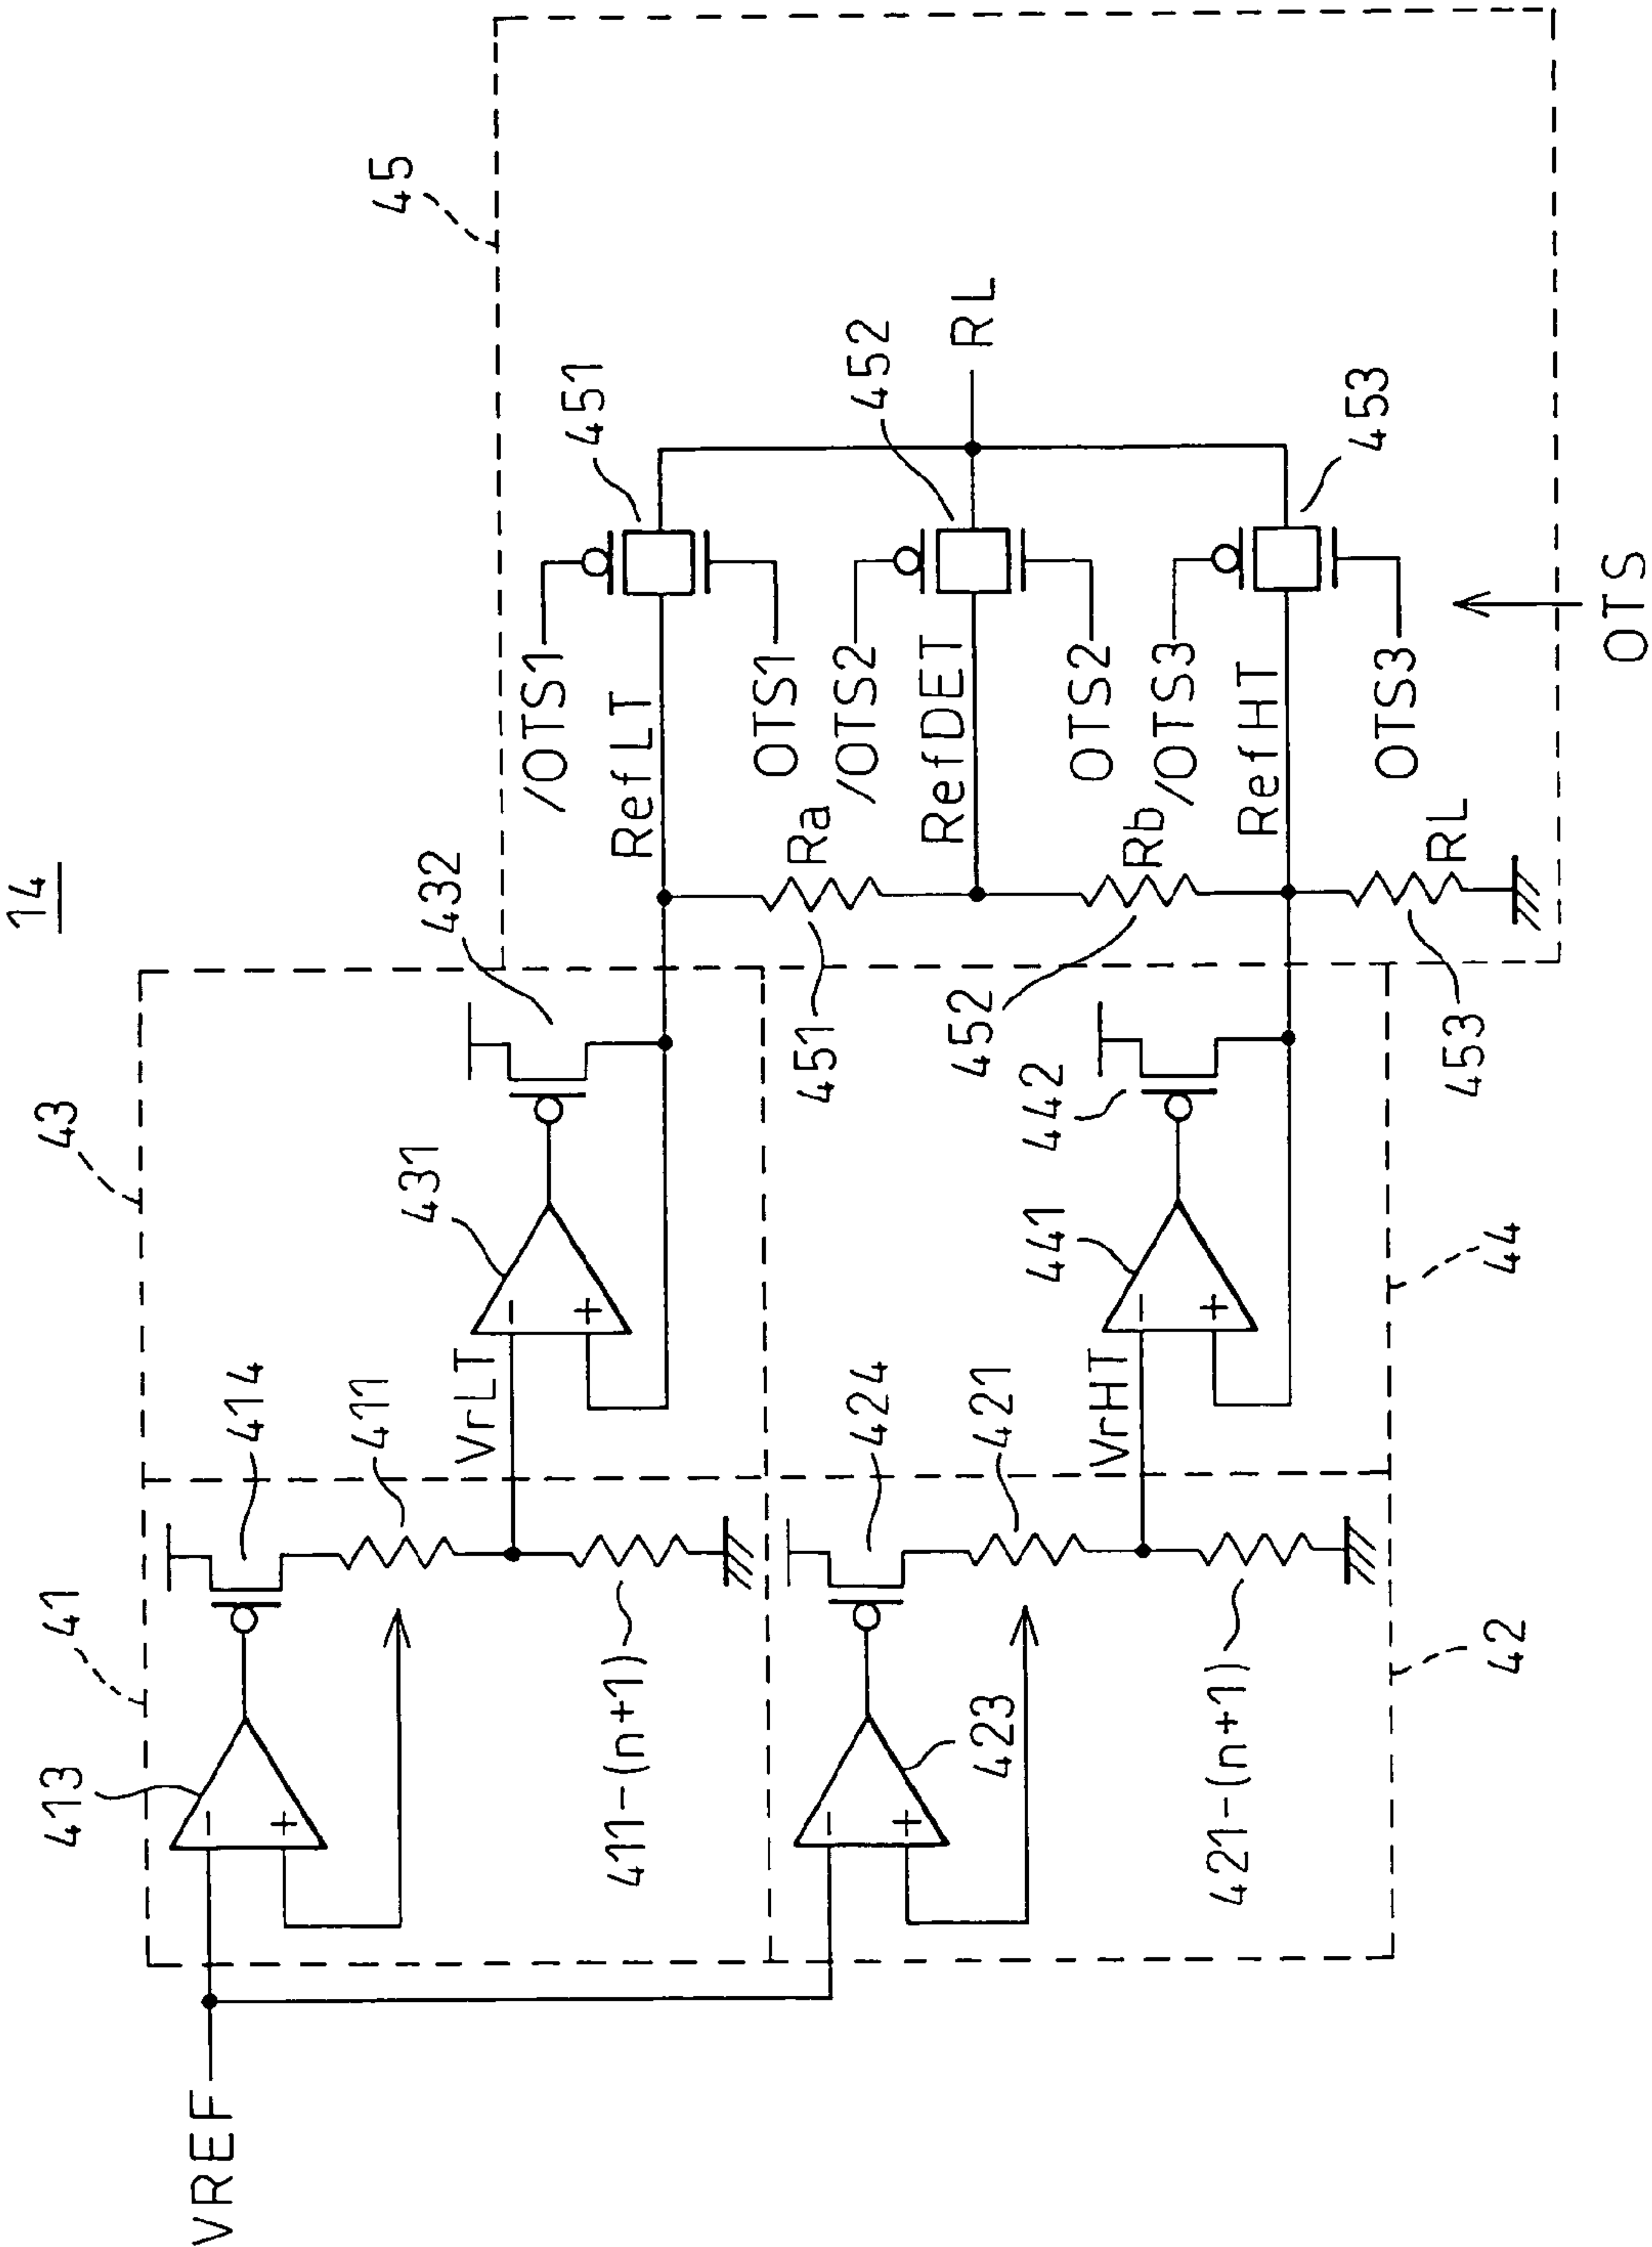 14
45
43
41
432
451
/OTS1
RefLT
OTS1
431
VrLT
414
411
413
411-(n+1)
VREF
Ra
451
452
RL
/OTS2
RefDET
OTS2
Rb
452
/OTS3
RefHT
OTS3
453
RL
453
442
441
VrHT
424
421
423
421-(n+1)
44
42
OTS
-
+
-
+
-
+
-
+